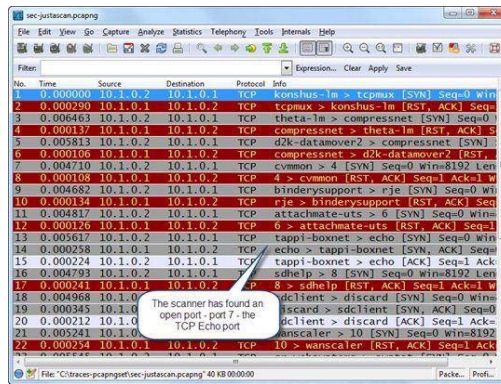 sec-justascan.pcapng
File Edit View Go Capture Analyze Statistics Telephony Tools Internals Help
Filter: Expression... Clear Apply Save
No. Time Source Destination Protocol Info
1 0.000000 10.1.0.2 10.1.0.1 TCP konshus-lm > tcpmux [SYN] Seq=0 Win
2 0.000290 10.1.0.1 10.1.0.2 TCP tcpmux > konshus-lm [RST, ACK] Seq=
3 0.006463 10.1.0.2 10.1.0.1 TCP theta-lm > compressnet [SYN] Seq=0
4 0.000137 10.1.0.1 10.1.0.2 TCP compressnet > theta-lm [RST, ACK] S
5 0.005813 10.1.0.2 10.1.0.1 TCP d2k-datamover2 > compressnet [SYN]
6 0.000106 10.1.0.1 10.1.0.2 TCP compressnet > d2k-datamover2 [RST,
7 0.004710 10.1.0.2 10.1.0.1 TCP cvmmon > 4 [SYN] Seq=0 Win=8192 Len
8 0.000108 10.1.0.1 10.1.0.2 TCP 4 > cvmmon [RST, ACK] Seq=1 Ack=1 W
9 0.004682 10.1.0.2 10.1.0.1 TCP binderysupport > rje [SYN] Seq=0 Win
10 0.000134 10.1.0.1 10.1.0.2 TCP rje > binderysupport [RST, ACK] Seq
11 0.004817 10.1.0.2 10.1.0.1 TCP attachmate-uts > 6 [SYN] Seq=0 Win=
12 0.000126 10.1.0.1 10.1.0.2 TCP 6 > attachmate-uts [RST, ACK] Seq=1
13 0.005617 10.1.0.2 10.1.0.1 TCP tappi-boxnet > echo [SYN] Seq=0 Win
14 0.000258 10.1.0.1 10.1.0.2 TCP echo > tappi-boxnet [SYN, ACK] Seq=
15 0.000224 10.1.0.2 10.1.0.1 TCP tappi-boxnet > echo [ACK] Seq=1 Ack
16 0.004793 10.1.0.2 10.1.0.1 TCP sdhelp > 8 [SYN] Seq=0 Win=8192 Len
17 0.000241 10.1.0.1 10.1.0.2 TCP 8 > sdhelp [RST, ACK] Seq=1 Ack=1 W
18 0.004968 discard [SYN] Seq=0 Win=
19 0.000345 > sdclient [SYN, ACK] Seq
20 0.000212 > discard [ACK] Seq=1 Ack=
21 0.005241 > 10 [SYN] Seq=0 Win=8192
22 0.000254 10.1.0.1 10.1.0.2 TCP 10 > wanscaler [RST, ACK] Seq=1 Ack
The scanner has found an
open port - port 7 - the
TCP Echo port
File: "C:\traces-pcapngset\sec-justascan.pcapng" 40 KB 00:00:00 Packe... Profi...